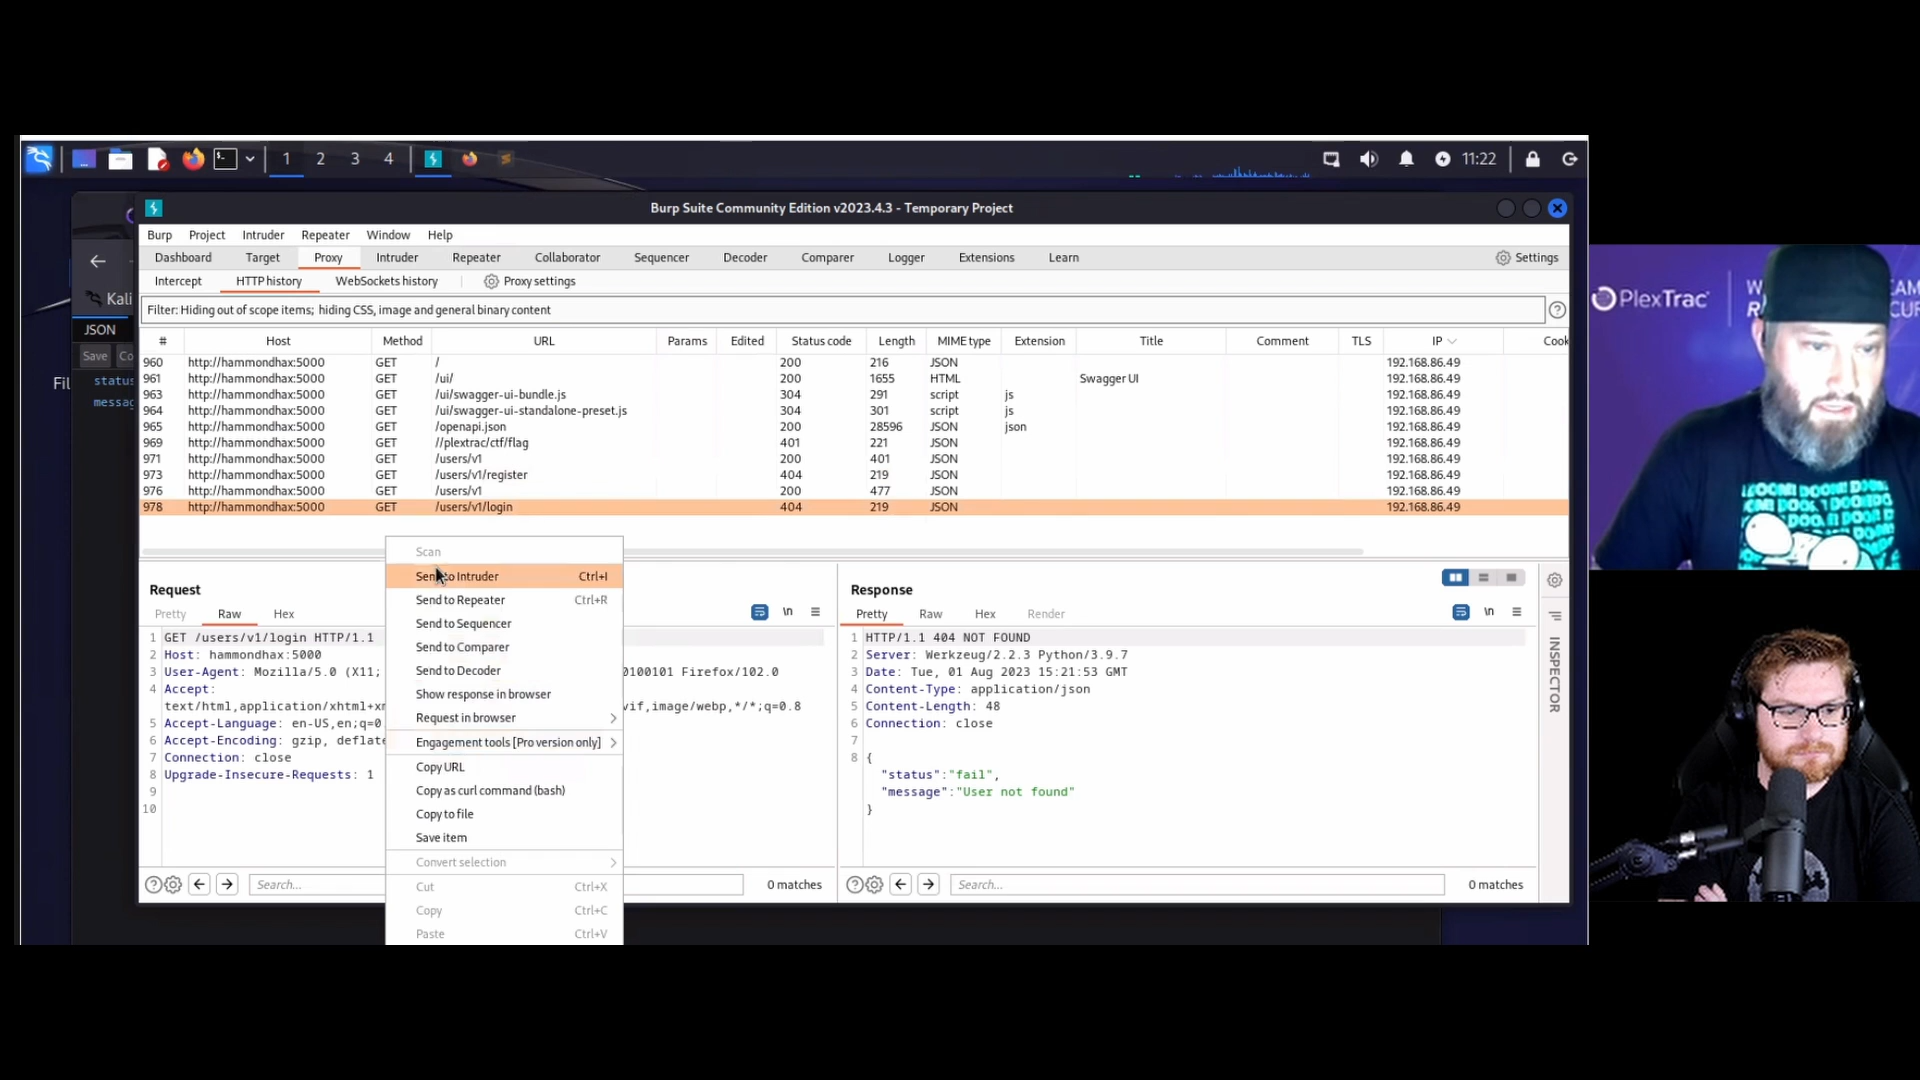 1 2 3 4 11:22
Burp Suite Community Edition v2023.4.3 - Temporary Project
Burp Project Intruder Repeater Window Help
Dashboard Target Proxy Intruder Repeater Collaborator Sequencer Decoder Comparer Logger Extensions Learn Settings
Intercept HTTP history WebSockets history Proxy settings
Kali
Filter: Hiding out of scope items; hiding CSS, image and general binary content
JSON
Save Co
Fil
status
messag
# Host Method URL Params Edited Status code Length MIME type Extension Title Comment TLS IP Cook
960 http://hammondhax:5000 GET / 200 216 JSON 192.168.86.49
961 http://hammondhax:5000 GET /ui/ 200 1655 HTML Swagger UI 192.168.86.49
963 http://hammondhax:5000 GET /ui/swagger-ui-bundle.js 304 291 script js 192.168.86.49
964 http://hammondhax:5000 GET /ui/swagger-ui-standalone-preset.js 304 301 script js 192.168.86.49
965 http://hammondhax:5000 GET /openapi.json 200 28596 JSON json 192.168.86.49
969 http://hammondhax:5000 GET //plextrac/ctf/flag 401 221 JSON 192.168.86.49
971 http://hammondhax:5000 GET /users/v1 200 401 JSON 192.168.86.49
973 http://hammondhax:5000 GET /users/v1/register 404 219 JSON 192.168.86.49
976 http://hammondhax:5000 GET /users/v1 200 477 JSON 192.168.86.49
978 http://hammondhax:5000 GET /users/v1/login 404 219 JSON 192.168.86.49
Request
Pretty Raw Hex
\n
1 GET /users/v1/login HTTP/1.1
2 Host: hammondhax:5000
3 User-Agent: Mozilla/5.0 (X11; 0100101 Firefox/102.0
4 Accept:
text/html,application/xhtml+xm vif,image/webp,*/*;q=0.8
5 Accept-Language: en-US,en;q=0
6 Accept-Encoding: gzip, deflate
7 Connection: close
8 Upgrade-Insecure-Requests: 1
9
10
Search... 0 matches
Scan
Send to Intruder Ctrl+I
Send to Repeater Ctrl+R
Send to Sequencer
Send to Comparer
Send to Decoder
Show response in browser
Request in browser
Engagement tools [Pro version only]
Copy URL
Copy as curl command (bash)
Copy to file
Save item
Convert selection
Cut Ctrl+X
Copy Ctrl+C
Paste Ctrl+V
Response
Pretty Raw Hex Render
\n
1 HTTP/1.1 404 NOT FOUND
2 Server: Werkzeug/2.2.3 Python/3.9.7
3 Date: Tue, 01 Aug 2023 15:21:53 GMT
4 Content-Type: application/json
5 Content-Length: 48
6 Connection: close
7
8 {
"status":"fail",
"message":"User not found"
}
Search... 0 matches
INSPECTOR
PlexTrac
W AM
R CUR
DOOM! DOOM! DOOM!